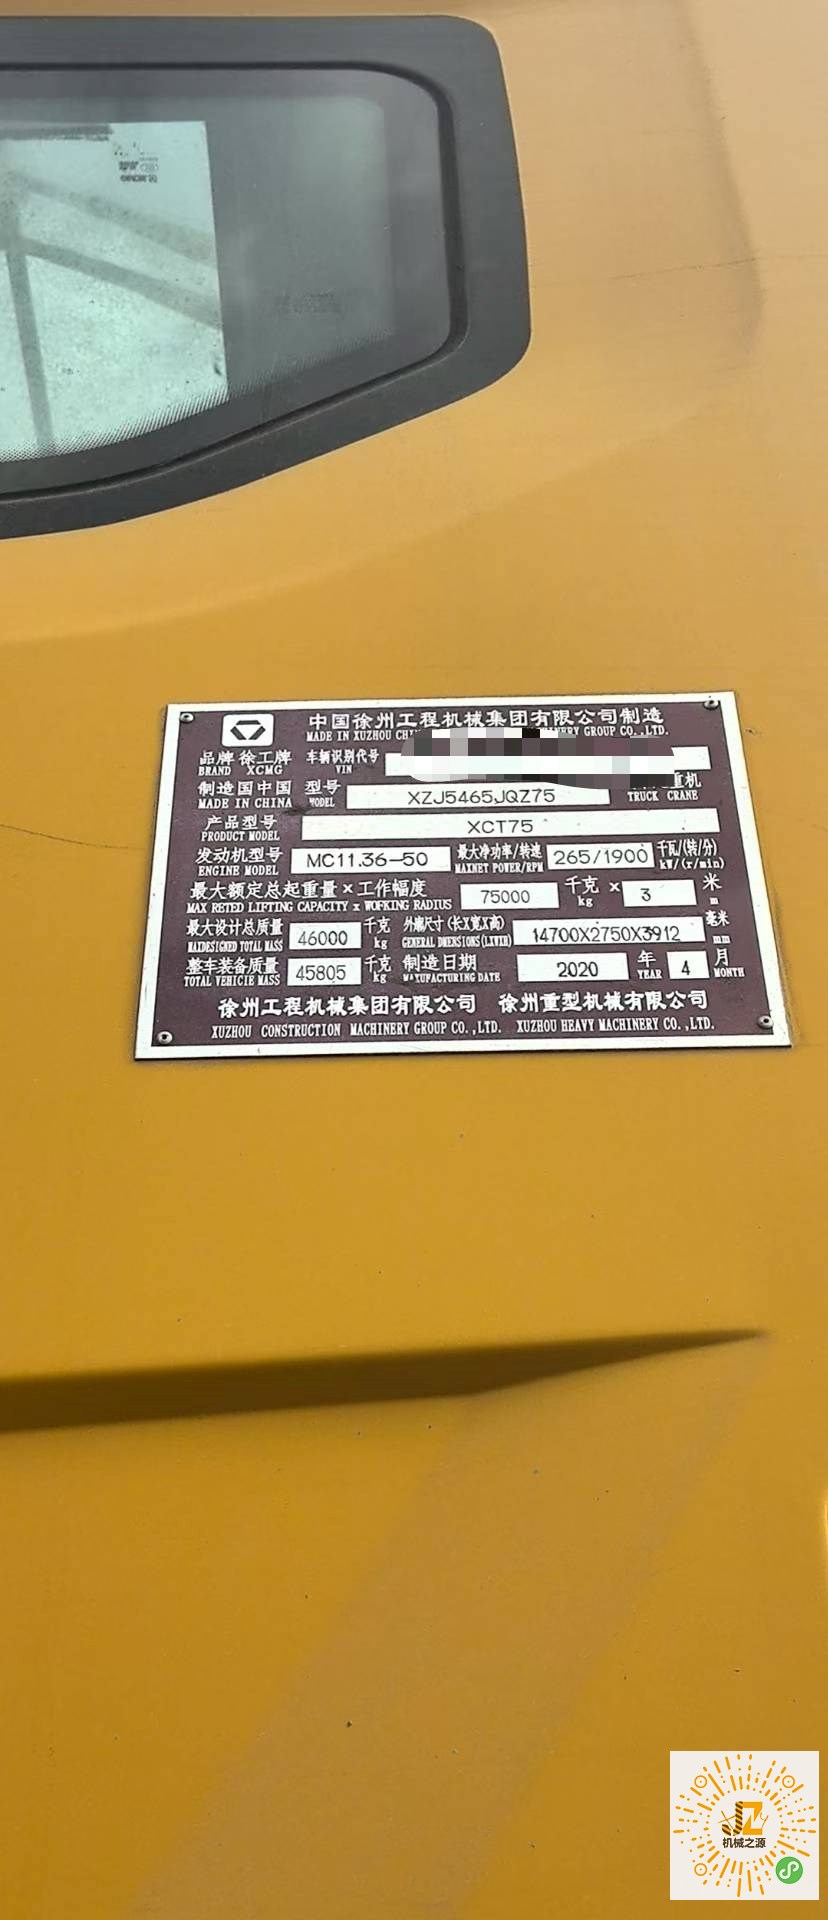 中国徐州工程机械集团有限公司制造
MADE IN XUZHOU NERY GROUP CO.,LTD.
品牌 徐工牌 车辆识别代号
BRAND XCMG VIN
制造国中国 型号 XZJ5465JQZ75 重机
MADE IN CHINA MODEL TRUCK CRANE
产品型号 XCT75
PRODUCT MODEL
发动机型号 MC11.36-50 最大净功率/转速 265/1900 千瓦/(转/分)
ENGINE MODEL MAXNET POWER/RPM kW/(r/min)
最大额定总起重量×工作幅度 75000 千克 × 3 米
MAX RETED LIFTING CAPACITY x WOFKING RADIUS kg m
最大设计总质量 46000 千克 外廓尺寸(长X宽X高) 14700X2750X3912 毫米
MAXDESIGNED TOTAL MASS kg GENERAL DMENSIONS(LXWXH) mm
整车装备质量 45805 千克 制造日期 2020 年 4 月
TOTAL VEHICIE MASS kg MAXUFACTURING DATE YEAR MONTH
徐州工程机械集团有限公司 徐州重型机械有限公司
XUZHOU CONSTRUCTION MACHINERY GROUP CO.,LTD. XUZHOU HEAVY MACHINERY CO.,LTD.
机械之源